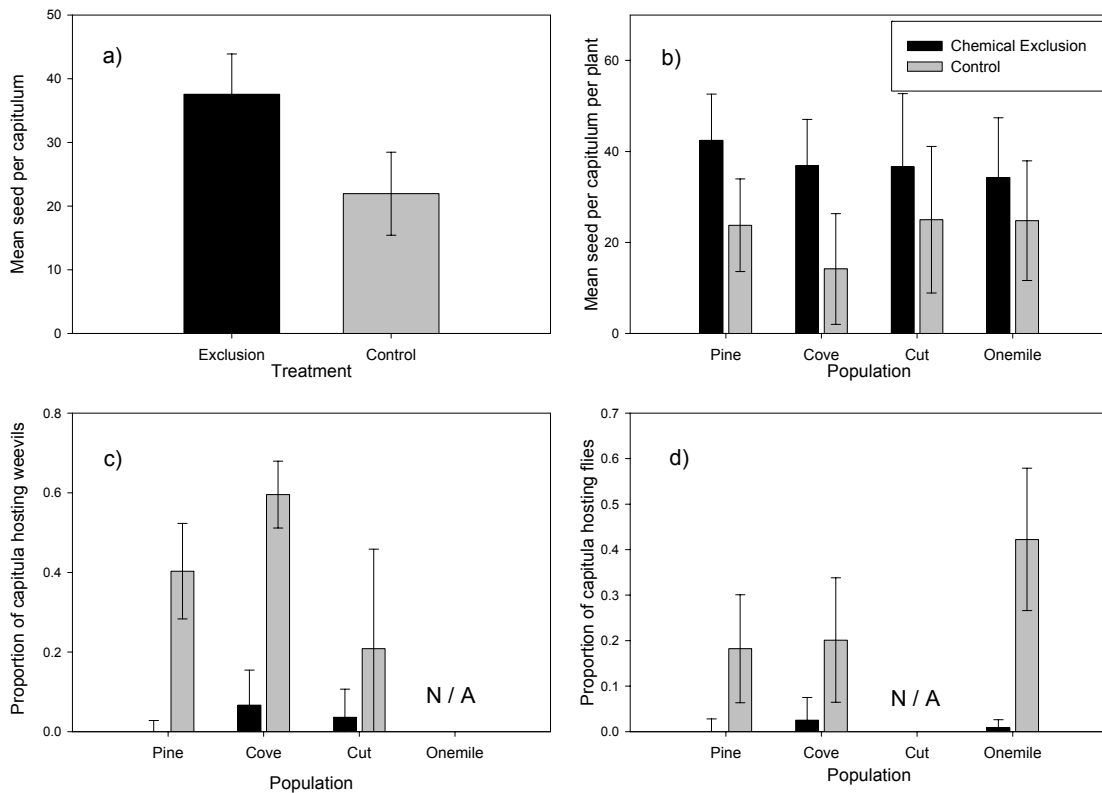 50
40
30
20
10
0
Mean seed per capitulum
a)
Exclusion
Control
Treatment
60
40
20
0
Mean seed per capitulum per plant
b)
Chemical Exclusion
Control
Pine
Cove
Cut
Onemile
Population
0.8
0.6
0.4
0.2
0.0
Proportion of capitula hosting weevils
c)
N / A
Pine
Cove
Cut
Onemile
Population
0.7
0.6
0.5
0.4
0.3
0.2
0.1
0.0
Proportion of capitula hosting flies
d)
N / A
Pine
Cove
Cut
Onemile
Population